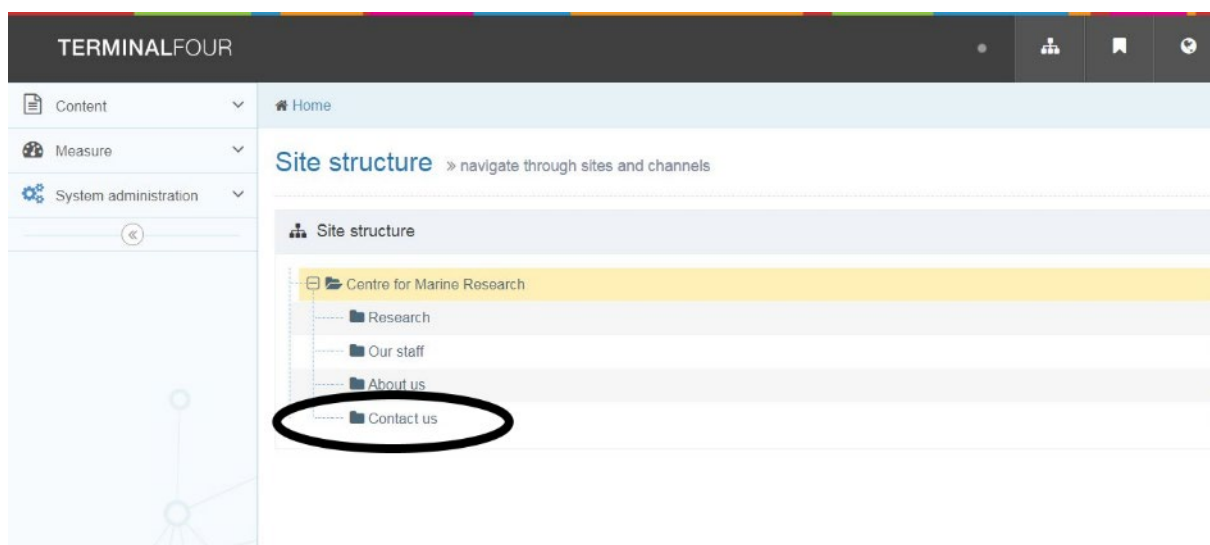 TERMINALFOUR
Content
Measure
System administration
Home
Site structure » navigate through sites and channels
Site structure
Centre for Marine Research
Research
Our staff
About us
Contact us